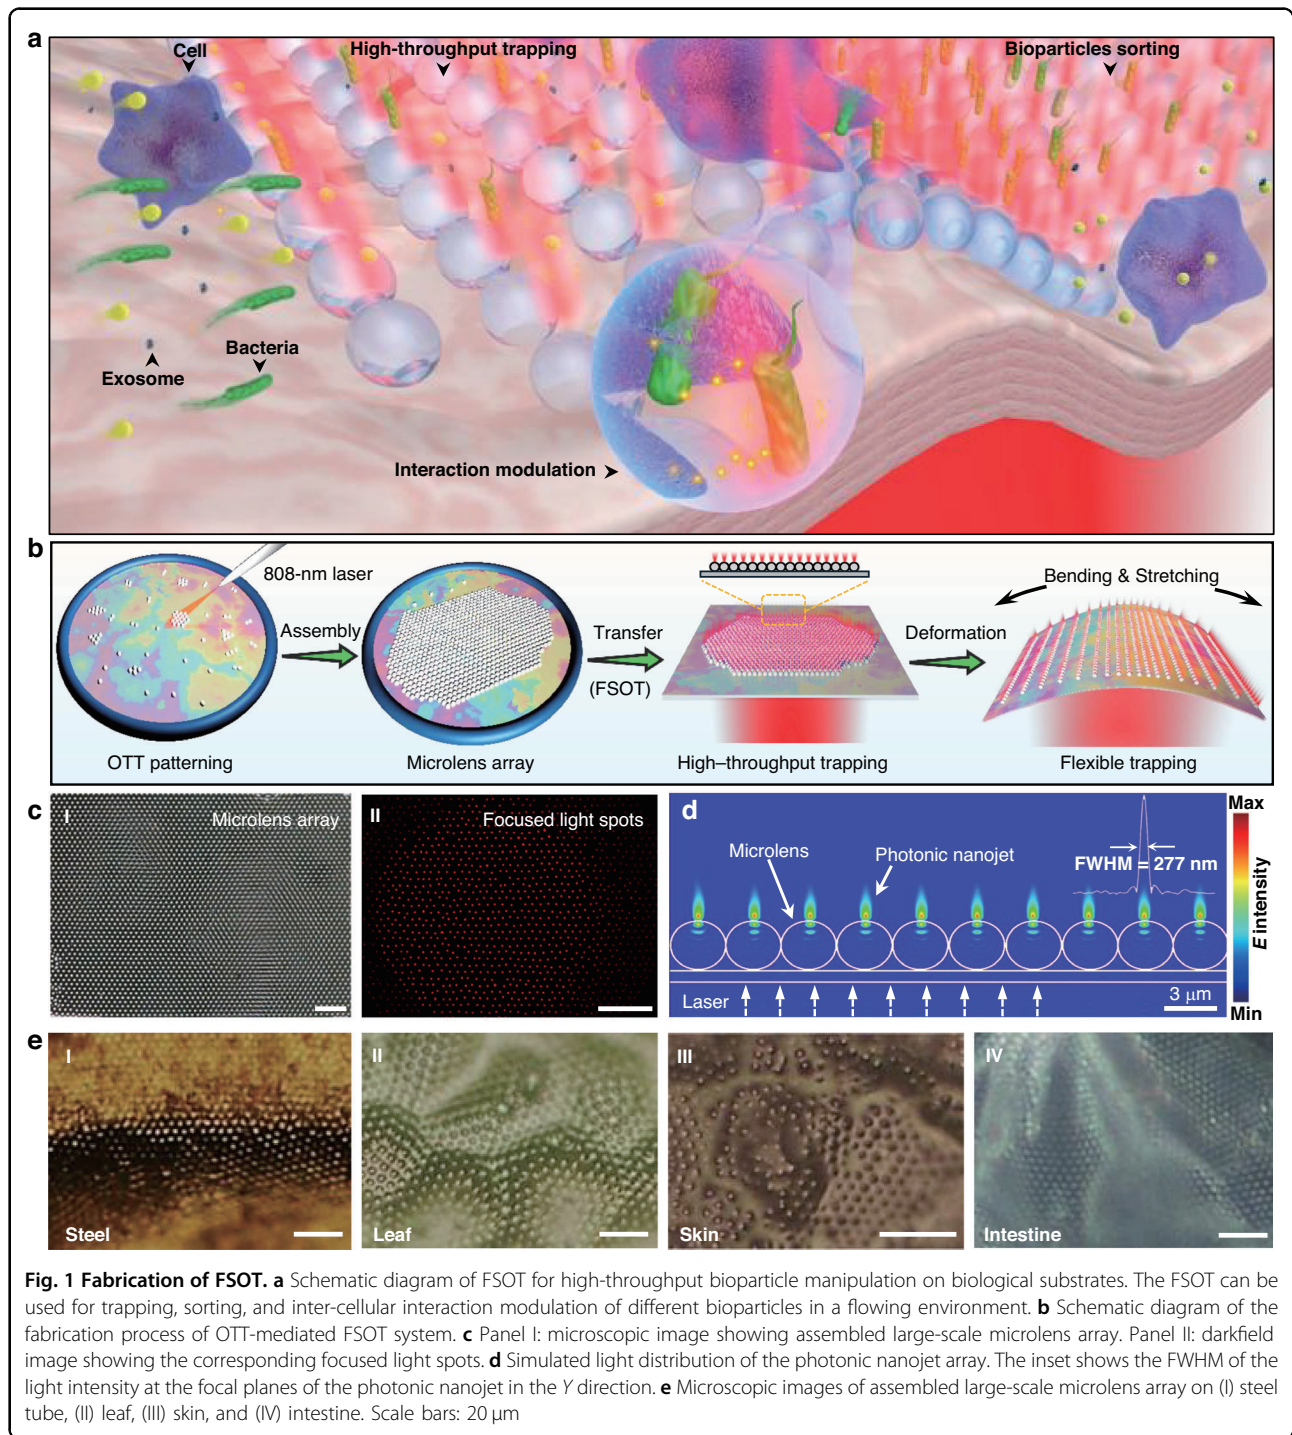 a
Cell
High-throughput trapping
Bioparticles sorting
Bacteria
Exosome
Interaction modulation
b
808-nm laser
Bending & Stretching
Assembly
Transfer
Deformation
(FSOT)
OTT patterning
Microlens array
High–throughput trapping
Flexible trapping
c
I
Microlens array
II
Focused light spots
d
Microlens
Photonic nanojet
FWHM = 277 nm
Laser
3 μm
Max
E intensity
Min
e
I
Steel
II
Leaf
III
Skin
IV
Intestine
Fig. 1 Fabrication of FSOT. a Schematic diagram of FSOT for high-throughput bioparticle manipulation on biological substrates. The FSOT can be
used for trapping, sorting, and inter-cellular interaction modulation of different bioparticles in a flowing environment. b Schematic diagram of the
fabrication process of OTT-mediated FSOT system. c Panel I: microscopic image showing assembled large-scale microlens array. Panel II: darkfield
image showing the corresponding focused light spots. d Simulated light distribution of the photonic nanojet array. The inset shows the FWHM of the
light intensity at the focal planes of the photonic nanojet in the Y direction. e Microscopic images of assembled large-scale microlens array on (I) steel
tube, (II) leaf, (III) skin, and (IV) intestine. Scale bars: 20 μm